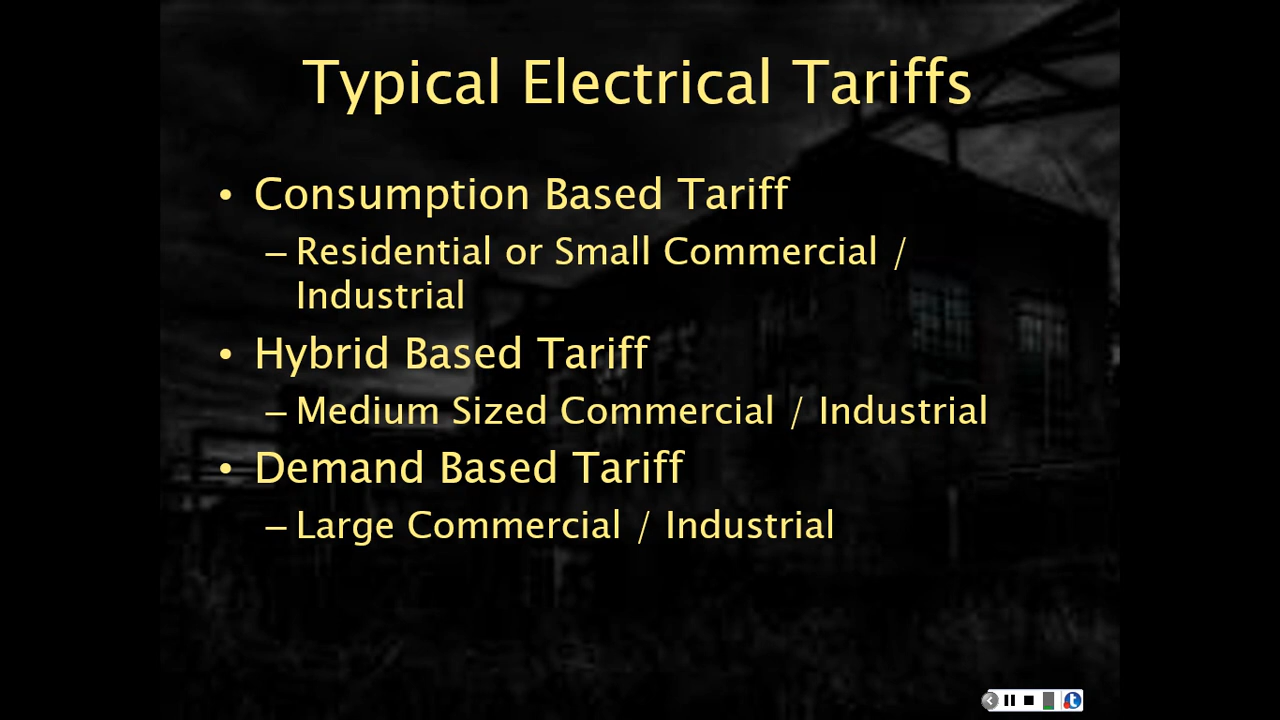 Typical Electrical Tariffs
• Consumption Based Tariff
– Residential or Small Commercial /
Industrial
• Hybrid Based Tariff
– Medium Sized Commercial / Industrial
• Demand Based Tariff
– Large Commercial / Industrial
t